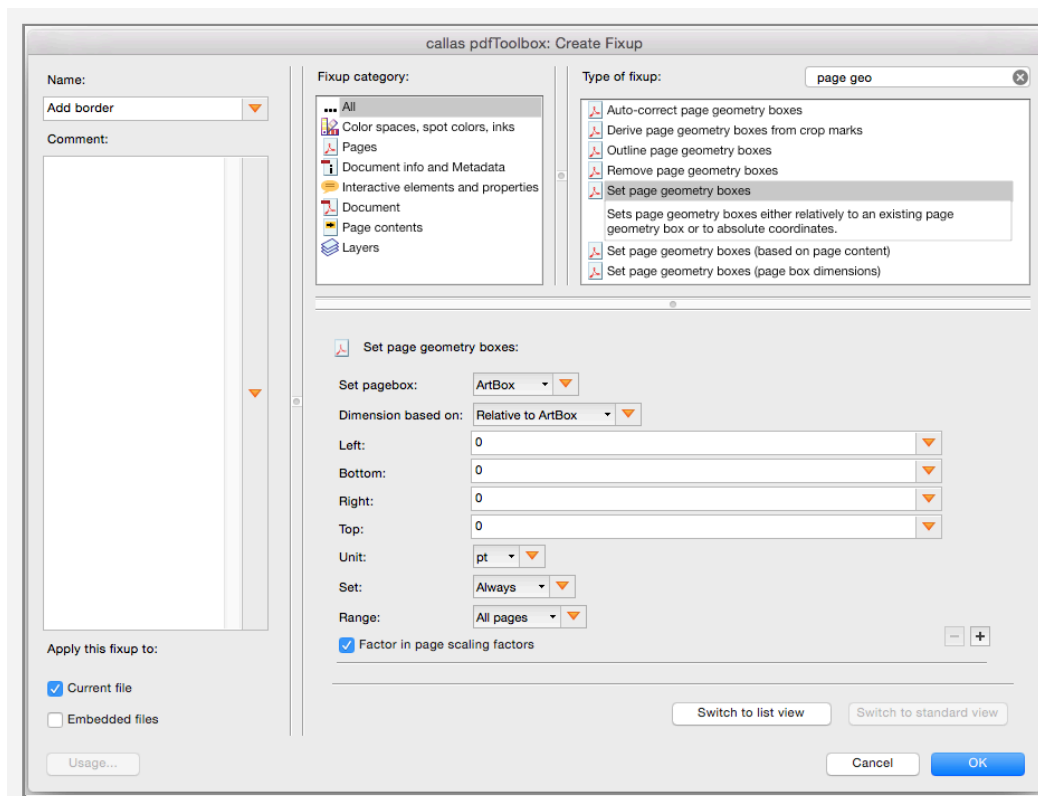 callas pdfToolbox: Create Fixup
Name:
Add border
Comment:
Apply this fixup to:
Current file
Embedded files
Usage...
Fixup category:
... All
Color spaces, spot colors, inks
Pages
Document info and Metadata
Interactive elements and properties
Document
Page contents
Layers
Type of fixup:
page geo
Auto-correct page geometry boxes
Derive page geometry boxes from crop marks
Outline page geometry boxes
Remove page geometry boxes
Set page geometry boxes
Sets page geometry boxes either relatively to an existing page
geometry box or to absolute coordinates.
Set page geometry boxes (based on page content)
Set page geometry boxes (page box dimensions)
Set page geometry boxes:
Set pagebox: ArtBox
Dimension based on: Relative to ArtBox
Left: 0
Bottom: 0
Right: 0
Top: 0
Unit: pt
Set: Always
Range: All pages
Factor in page scaling factors
Switch to list view
Switch to standard view
Cancel
OK